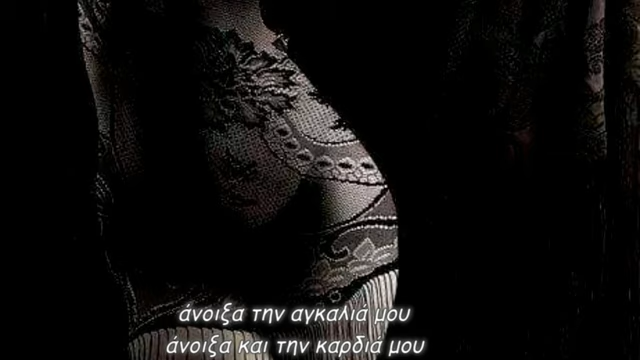 άνοιξα την αγκαλιά μου
άνοιξα και την καρδιά μου